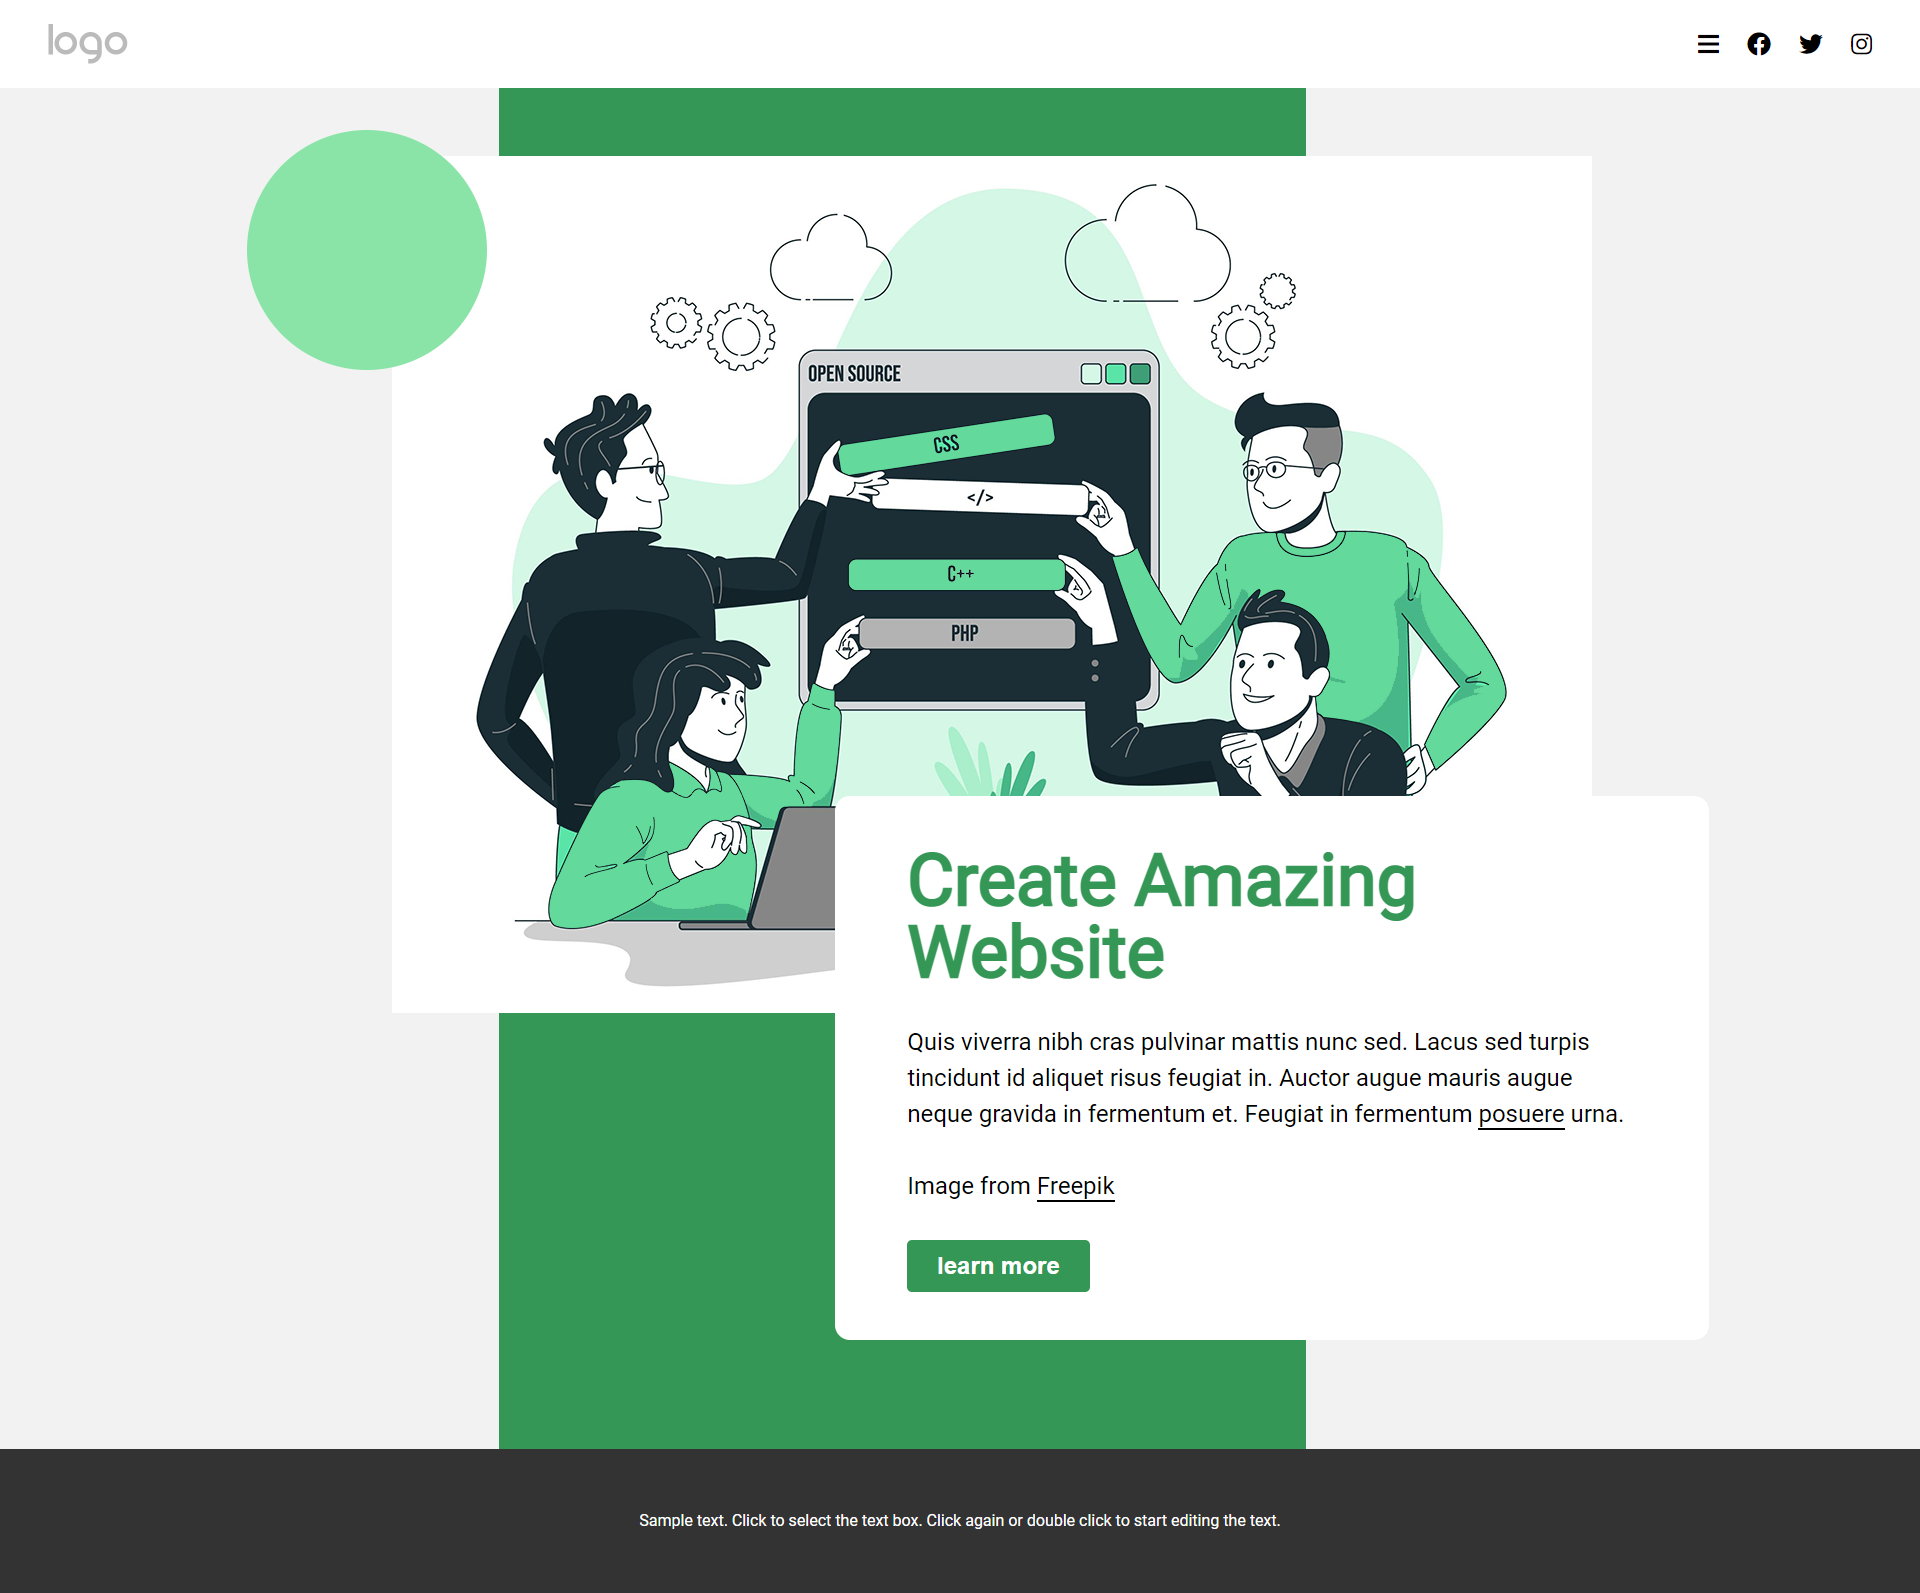 logo
OPEN SOURCE
CSS
</>
C++
PHP
Create Amazing
Website
Quis viverra nibh cras pulvinar mattis nunc sed. Lacus sed turpis
tincidunt id aliquet risus feugiat in. Auctor augue mauris augue
neque gravida in fermentum et. Feugiat in fermentum posuere urna.
Image from Freepik
learn more
Sample text. Click to select the text box. Click again or double click to start editing the text.